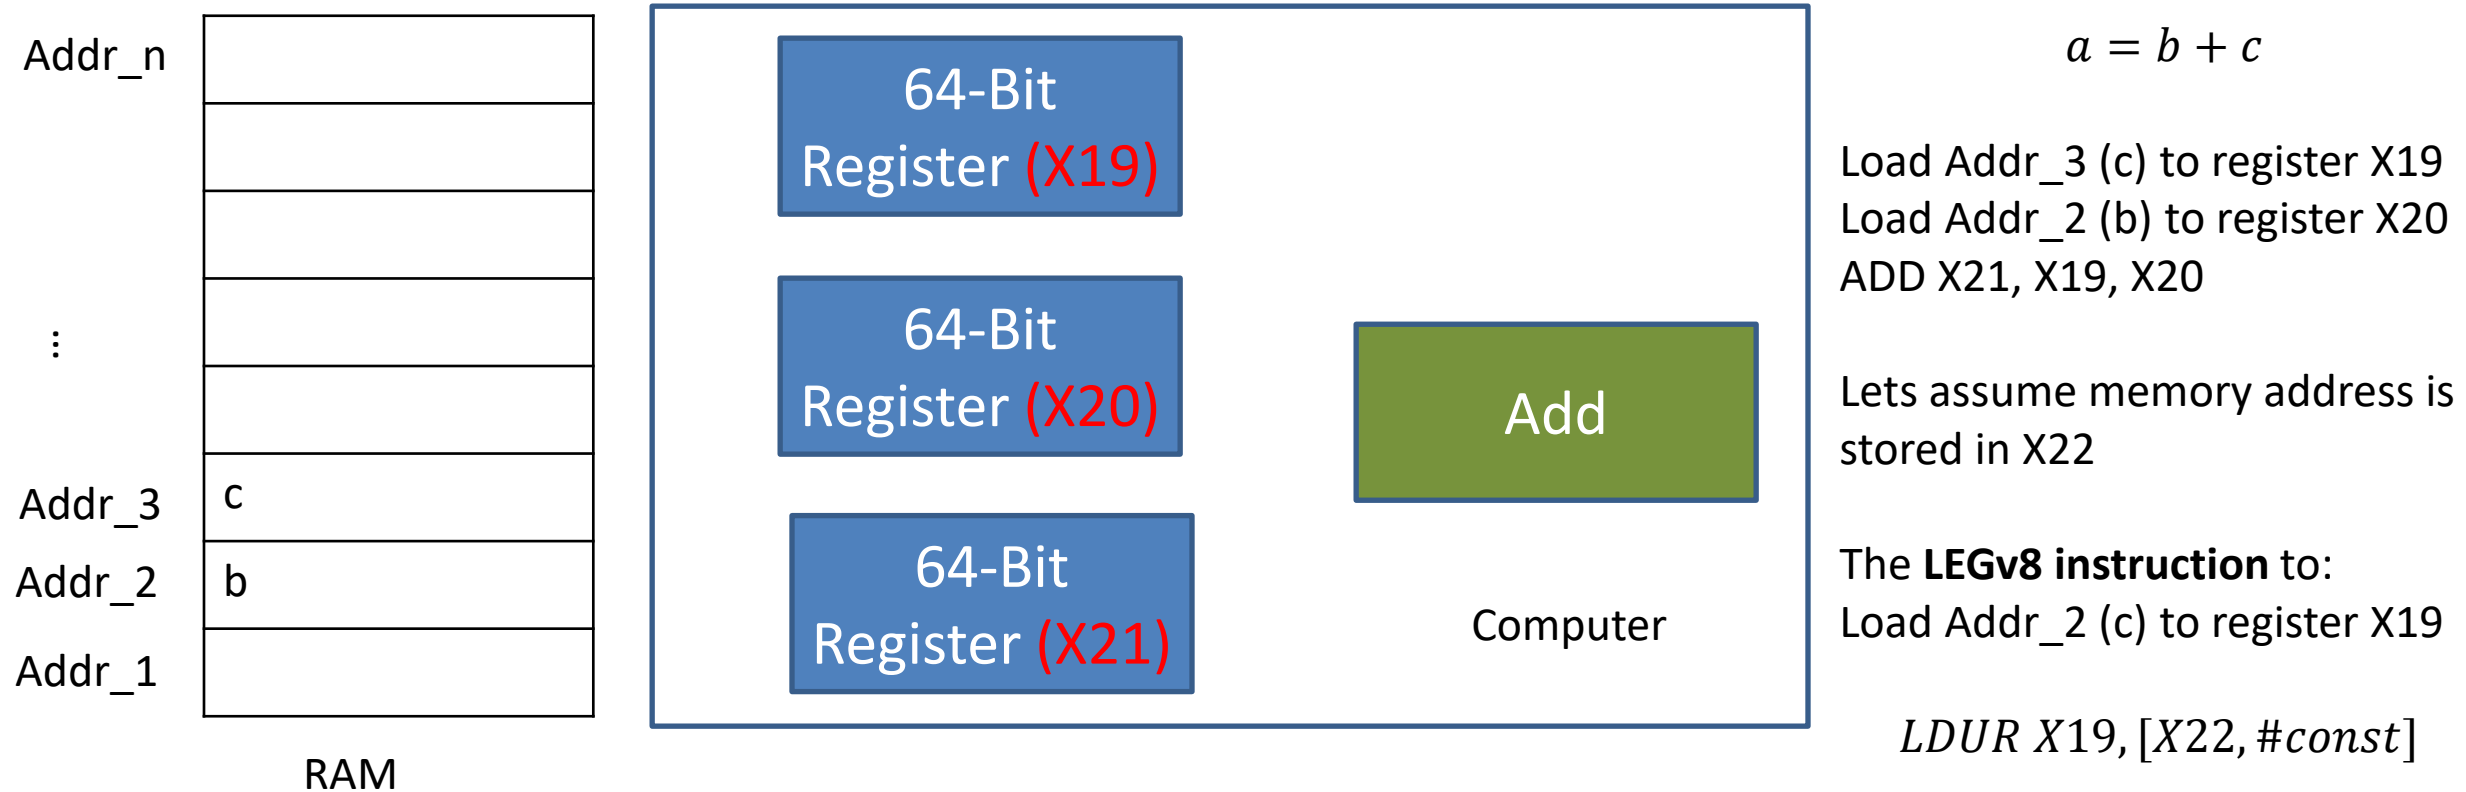 Addr_n
⋮
Addr_3
c
Addr_2
b
Addr_1
RAM
64-Bit
Register (X19)
64-Bit
Register (X20)
64-Bit
Register (X21)
Add
Computer
a = b + c
Load Addr_3 (c) to register X19
Load Addr_2 (b) to register X20
ADD X21, X19, X20
Lets assume memory address is
stored in X22
The LEGv8 instruction to:
Load Addr_2 (c) to register X19
LDUR X19, [X22, #const]